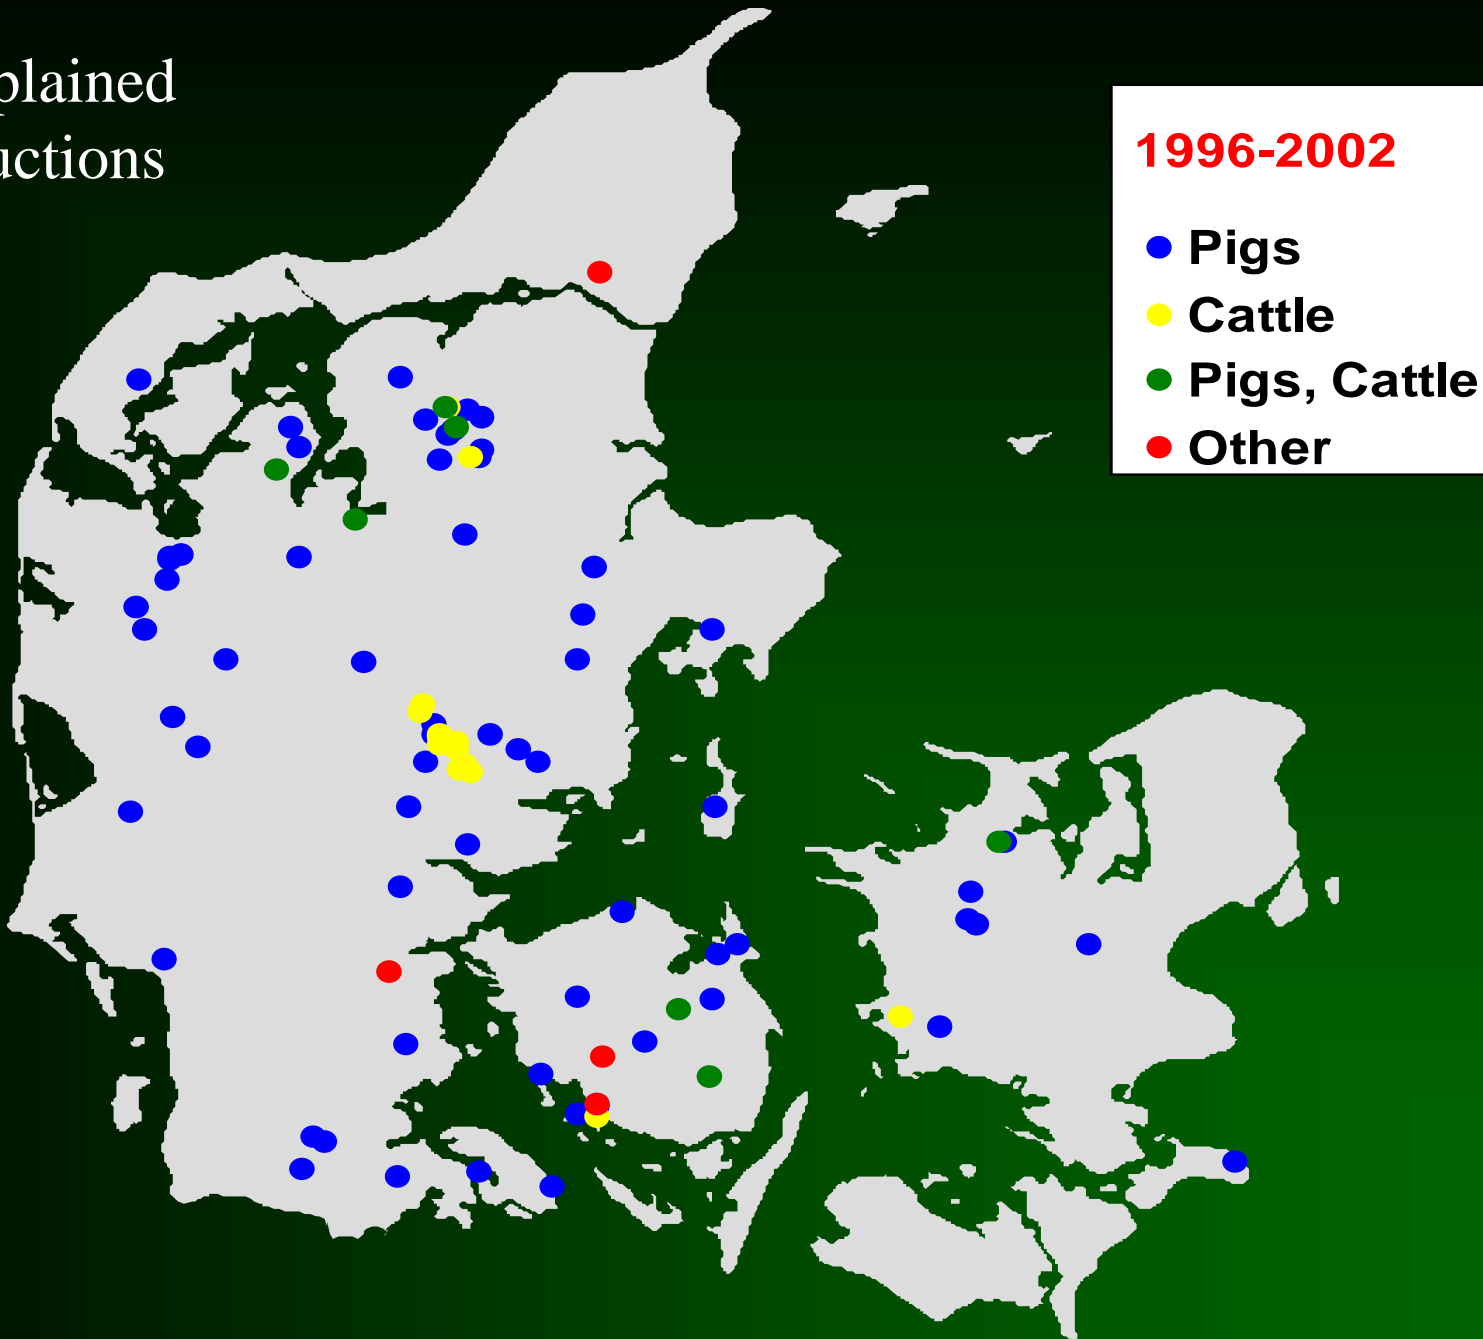 plained
uctions
1996-2002
Pigs
Cattle
Pigs, Cattle
Other